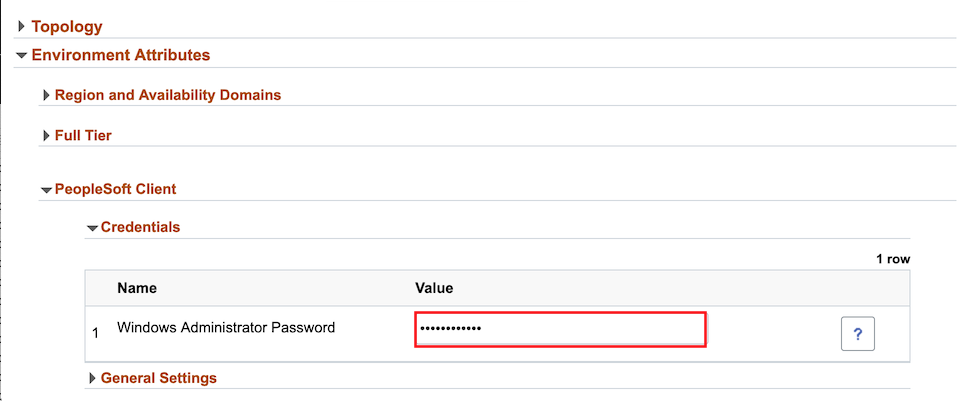 Topology
Environment Attributes
Region and Availability Domains
Full Tier
PeopleSoft Client
Credentials
1 row
Name Value
1 Windows Administrator Password •••••••••••• ?
General Settings